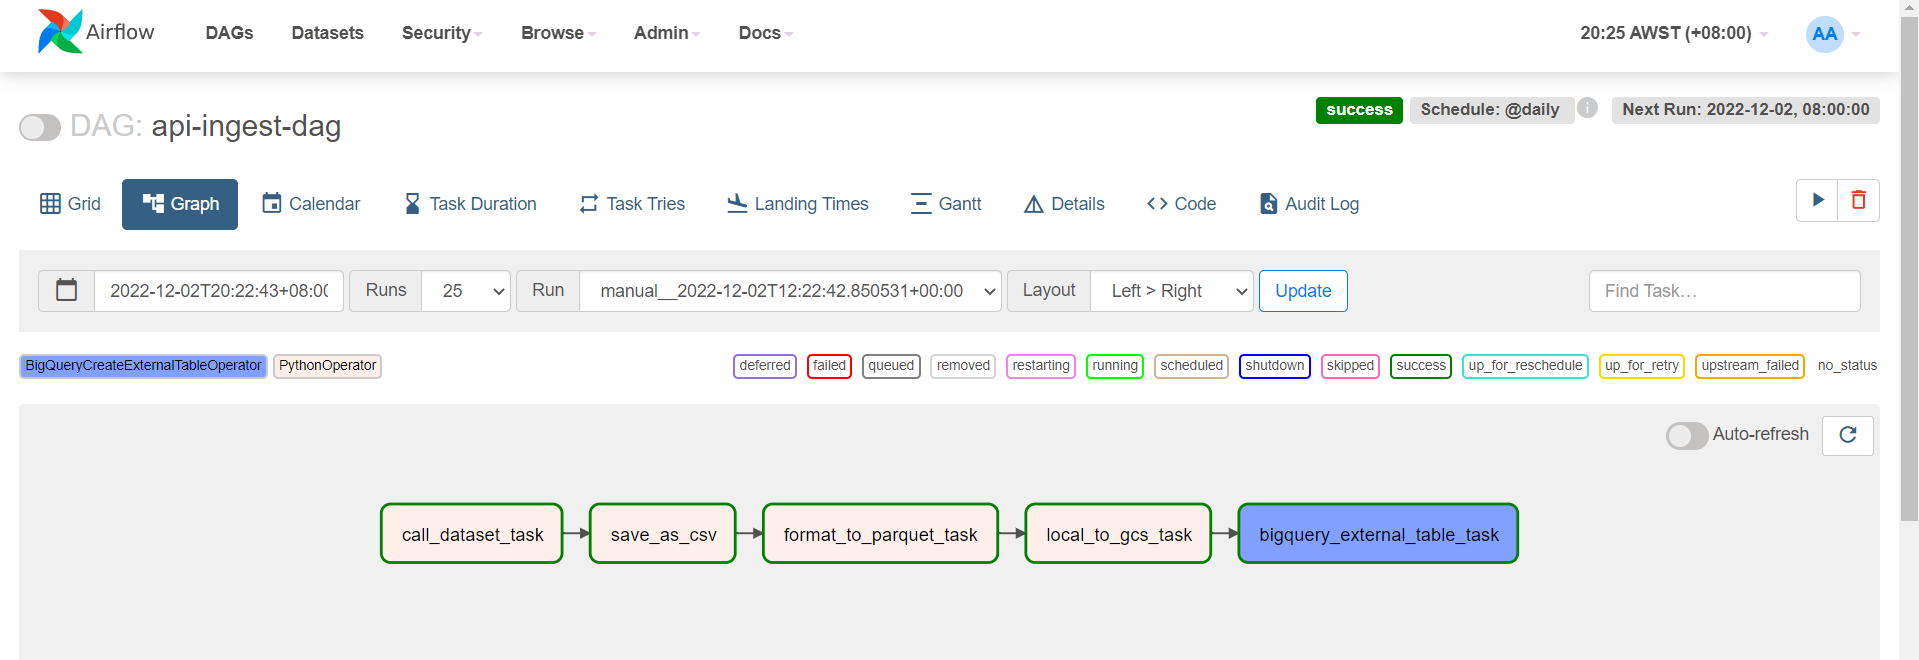 Airflow DAGs Datasets Security Browse Admin Docs 20:25 AWST (+08:00) AA
DAG: api-ingest-dag success Schedule: @daily i Next Run: 2022-12-02, 08:00:00
Grid Graph Calendar Task Duration Task Tries Landing Times Gantt Details Code Audit Log
2022-12-02T20:22:43+08:00 Runs 25 Run manual__2022-12-02T12:22:42.850531+00:00 Layout Left > Right Update Find Task…
BigQueryCreateExternalTableOperator PythonOperator deferred failed queued removed restarting running scheduled shutdown skipped success up_for_reschedule up_for_retry upstream_failed no_status
Auto-refresh
call_dataset_task save_as_csv format_to_parquet_task local_to_gcs_task bigquery_external_table_task